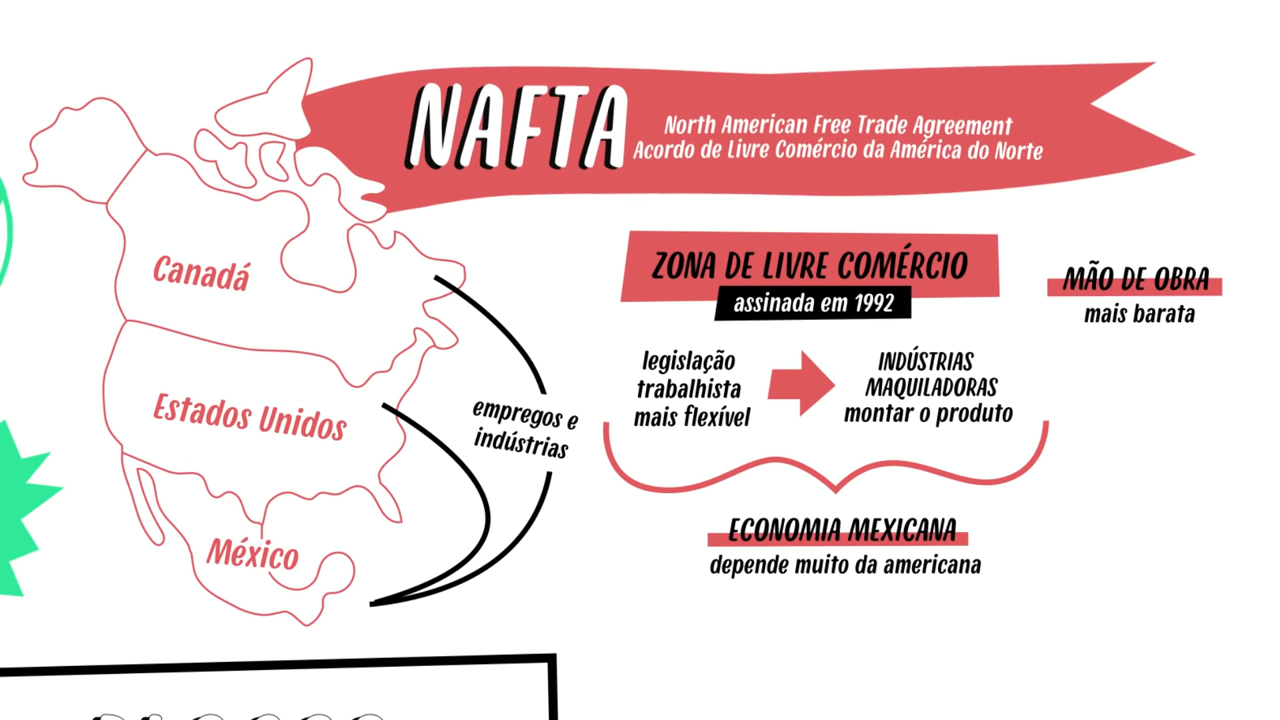 NAFTA
North American Free Trade Agreement
Acordo de Livre Comércio da América do Norte
Canadá
Estados Unidos
México
empregos e
indústrias
ZONA DE LIVRE COMÉRCIO
assinada em 1992
MÃO DE OBRA
mais barata
legislação
trabalhista
mais flexível
INDÚSTRIAS
MAQUILADORAS
montar o produto
ECONOMIA MEXICANA
depende muito da americana